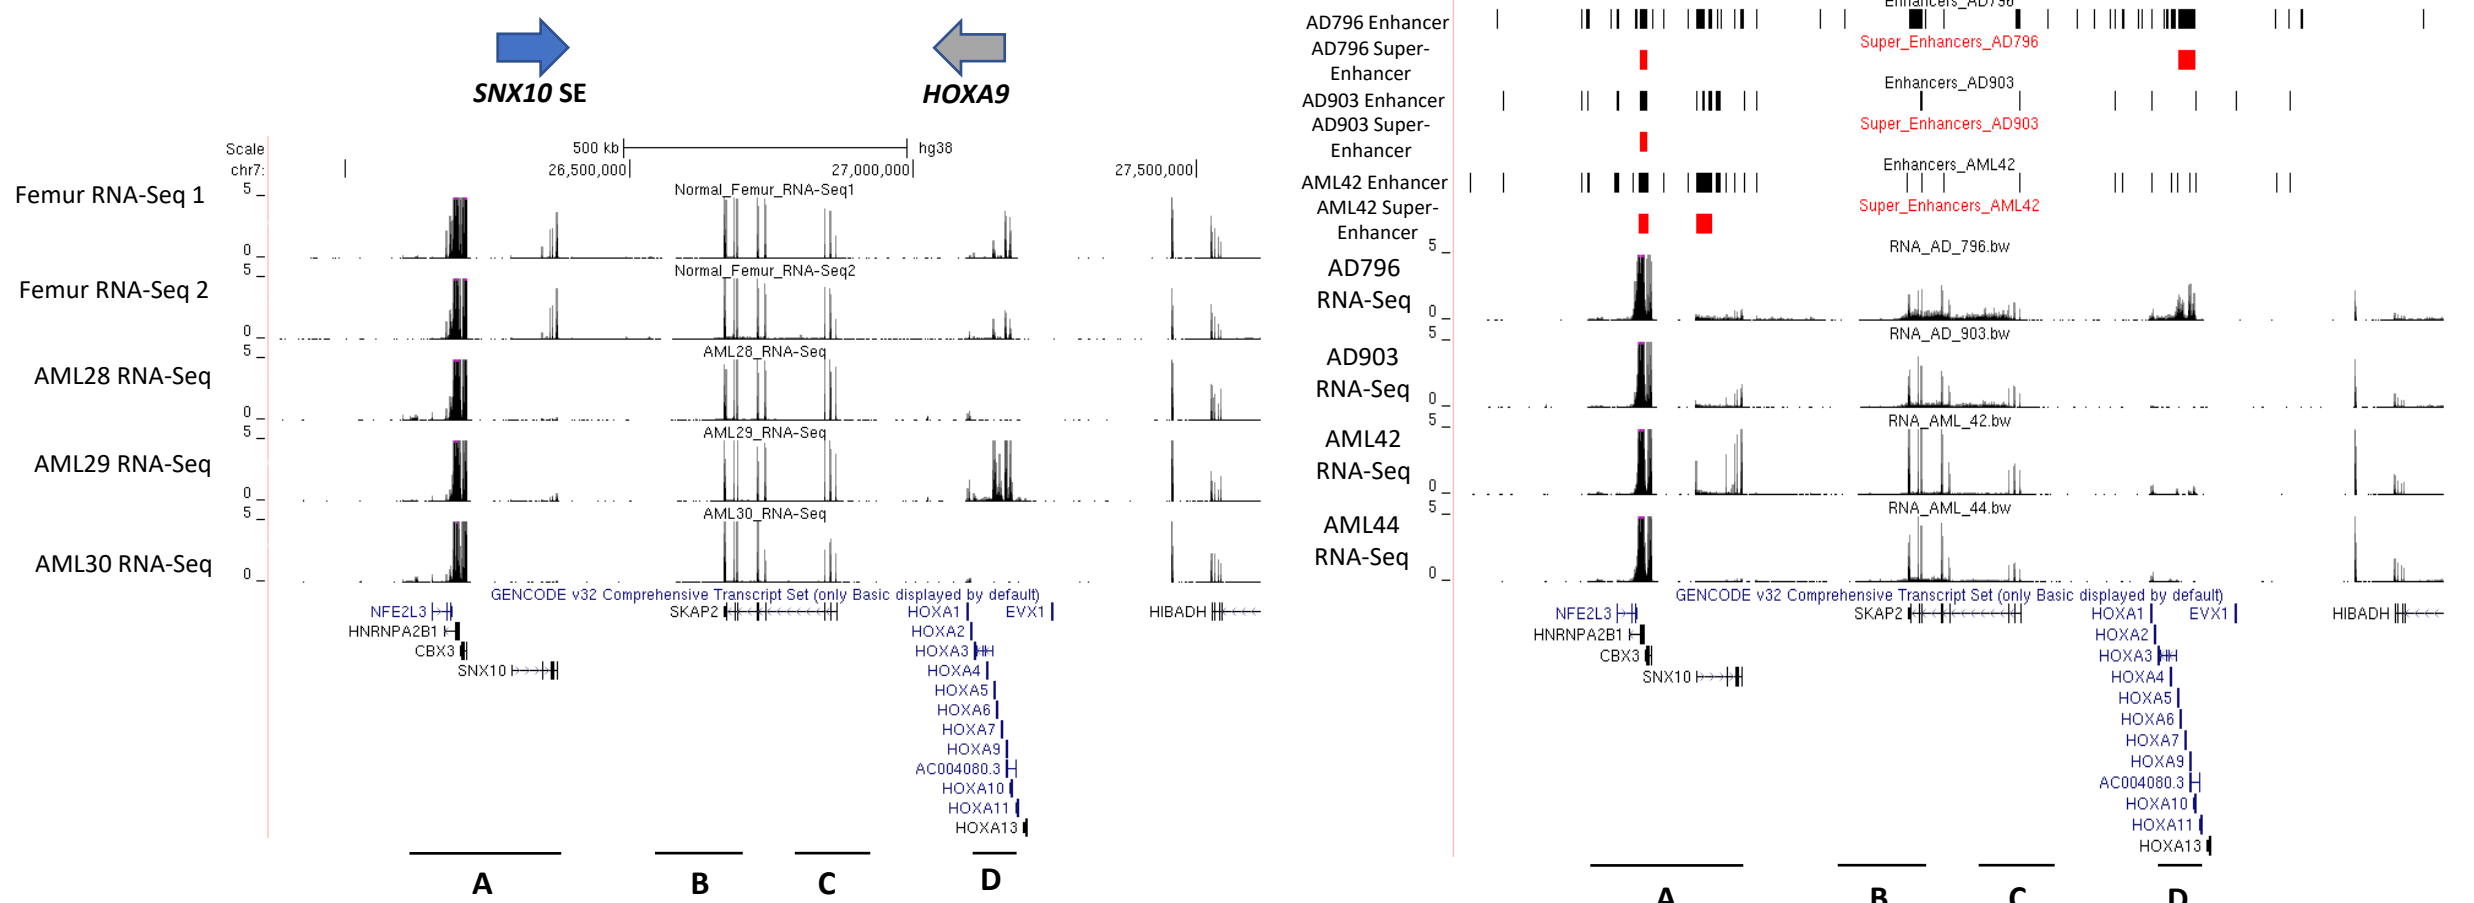 SNX10 SE
HOXA9
Scale
500 kb
hg38
chr7:
26,500,000
27,000,000
27,500,000
Femur RNA-Seq 1
5
Normal_Femur_RNA-Seq1
0
Femur RNA-Seq 2
5
Normal_Femur_RNA-Seq2
0
AML28 RNA-Seq
5
AML28_RNA-Seq
0
AML29 RNA-Seq
5
AML29_RNA-Seq
0
AML30 RNA-Seq
5
AML30_RNA-Seq
0
GENCODE v32 Comprehensive Transcript Set (only Basic displayed by default)
NFE2L3
SKAP2
HOXA1
EVX1
HIBADH
HNRNPA2B1
HOXA2
CBX3
HOXA3
SNX10
HOXA4
HOXA5
HOXA6
HOXA7
HOXA9
AC004080.3
HOXA10
HOXA11
HOXA13
A
B
C
D
Enhancers_AD796
AD796 Enhancer
Super_Enhancers_AD796
AD796 Super-
Enhancer
Enhancers_AD903
AD903 Enhancer
Super_Enhancers_AD903
AD903 Super-
Enhancer
Enhancers_AML42
AML42 Enhancer
Super_Enhancers_AML42
AML42 Super-
Enhancer
5
RNA_AD_796.bw
AD796
RNA-Seq
0
5
RNA_AD_903.bw
AD903
RNA-Seq
0
5
RNA_AML_42.bw
AML42
RNA-Seq
0
5
RNA_AML_44.bw
AML44
RNA-Seq
0
GENCODE v32 Comprehensive Transcript Set (only Basic displayed by default)
NFE2L3
SKAP2
HOXA1
EVX1
HIBADH
HNRNPA2B1
HOXA2
CBX3
HOXA3
SNX10
HOXA4
HOXA5
HOXA6
HOXA7
HOXA9
AC004080.3
HOXA10
HOXA11
HOXA13
A
B
C
D